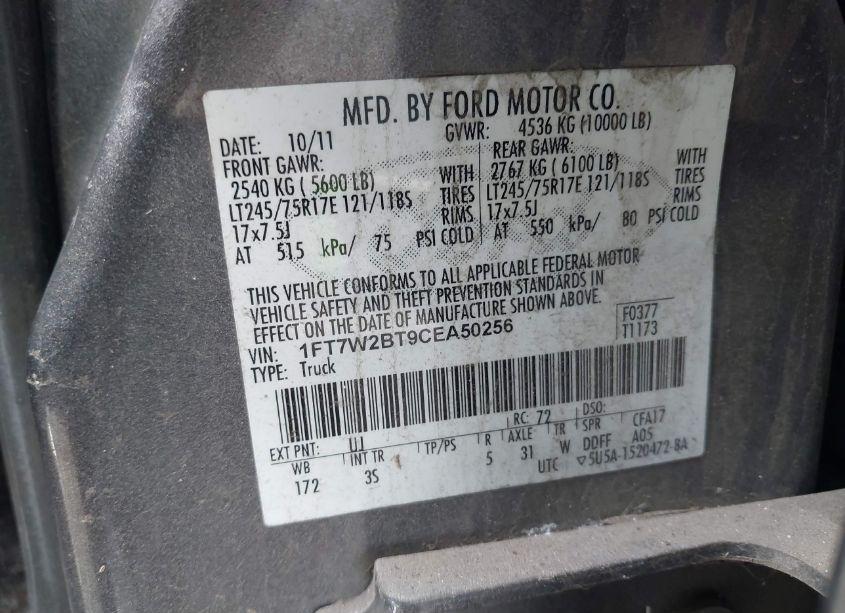 MFD. BY FORD MOTOR CO.
DATE: 10/11 GVWR: 4536 KG (10000 LB)
FRONT GAWR: REAR GAWR:
2540 KG ( 5600 LB) WITH 2767 KG ( 6100 LB) WITH
LT245/75R17E 121/118S TIRES LT245/75R17E 121/118S TIRES
17x7.5J RIMS 17x7.5J RIMS
AT 515 kPa/ 75 PSI COLD AT 550 kPa/ 80 PSI COLD
THIS VEHICLE CONFORMS TO ALL APPLICABLE FEDERAL MOTOR
VEHICLE SAFETY AND THEFT PREVENTION STANDARDS IN
EFFECT ON THE DATE OF MANUFACTURE SHOWN ABOVE.
VIN: 1FT7W2BT9CEA50256 F0377
TYPE: Truck T1173
EXT PNT: UJ RC: 72 DSO:
WB INT TR TP/PS R AXLE TR SPR CFA17
172 3S 5 31 W DDFF A05
UTC ▽5U5A-1520472-BA